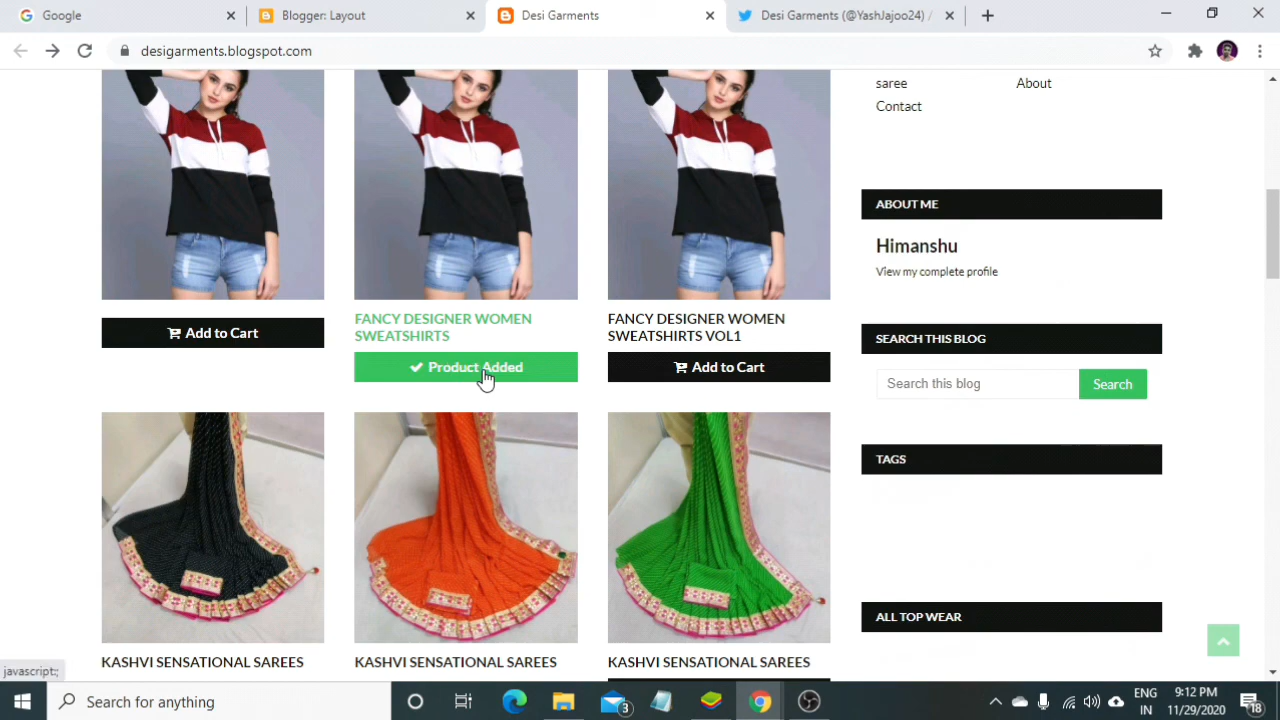 Google
Blogger: Layout
Desi Garments
Desi Garments (@YashJajoo24) /
desigarments.blogspot.com
saree
About
Contact
ABOUT ME
Himanshu
View my complete profile
Add to Cart
FANCY DESIGNER WOMEN
SWEATSHIRTS
Product Added
FANCY DESIGNER WOMEN
SWEATSHIRTS VOL1
Add to Cart
SEARCH THIS BLOG
Search this blog
Search
TAGS
ALL TOP WEAR
KASHVI SENSATIONAL SAREES
KASHVI SENSATIONAL SAREES
KASHVI SENSATIONAL SAREES
javascript:;
Search for anything
3
ENG
IN
9:12 PM
11/29/2020
18